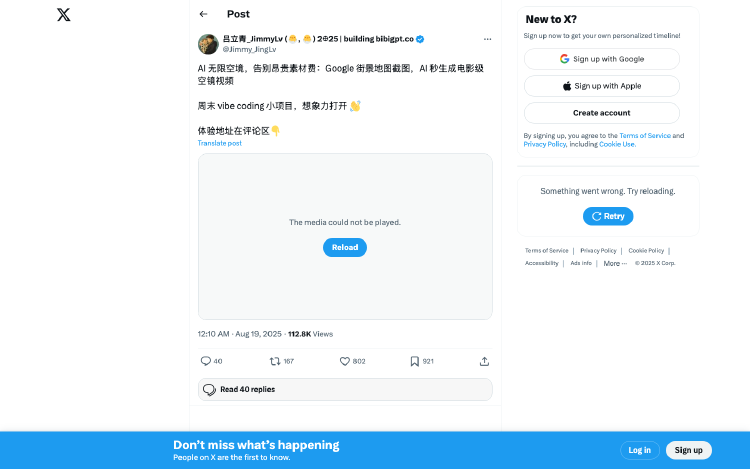 Post
吕立青_JimmyLv (🐣, 🐣) 2𝟇25 | building bibigpt.co
@Jimmy_JingLv
AI 无限空境，告别昂贵素材费：Google 街景地图截图，AI 秒生成电影级
空镜视频
周末 vibe coding 小项目，想象力打开 👋
体验地址在评论区👇
Translate post
The media could not be played.
Reload
12:10 AM · Aug 19, 2025 · 112.8K Views
40
167
802
921
Read 40 replies
New to X?
Sign up now to get your own personalized timeline!
Sign up with Google
Sign up with Apple
Create account
By signing up, you agree to the Terms of Service and
Privacy Policy, including Cookie Use.
Something went wrong. Try reloading.
Retry
Terms of Service | Privacy Policy | Cookie Policy |
Accessibility | Ads info | More ··· © 2025 X Corp.
Don’t miss what’s happening
People on X are the first to know.
Log in
Sign up